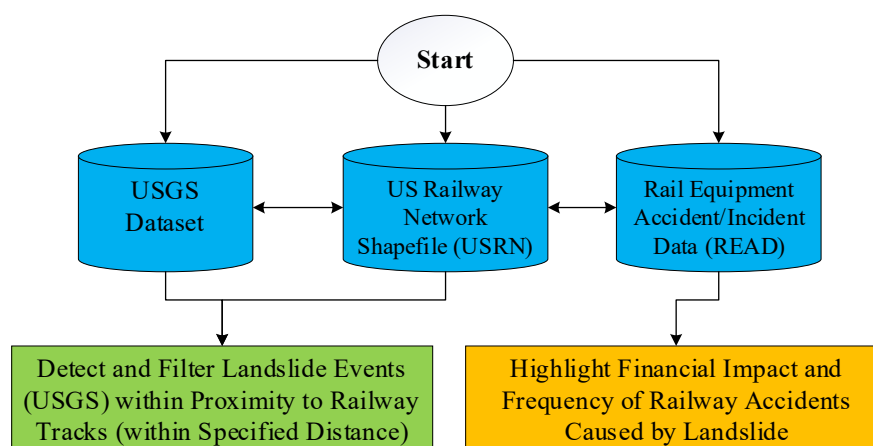 Start
USGS
Dataset
US Railway
Network
Shapefile (USRN)
Rail Equipment
Accident/Incident
Data (READ)
Detect and Filter Landslide Events
(USGS) within Proximity to Railway
Tracks (within Specified Distance)
Highlight Financial Impact and
Frequency of Railway Accidents
Caused by Landslide